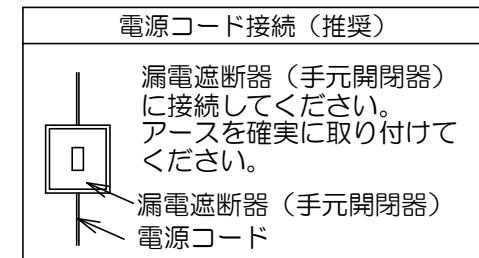 電源コード接続（推奨）
漏電遮断器（手元開閉器）
に接続してください。
アースを確実に取り付けて
ください。
漏電遮断器（手元開閉器）
電源コード